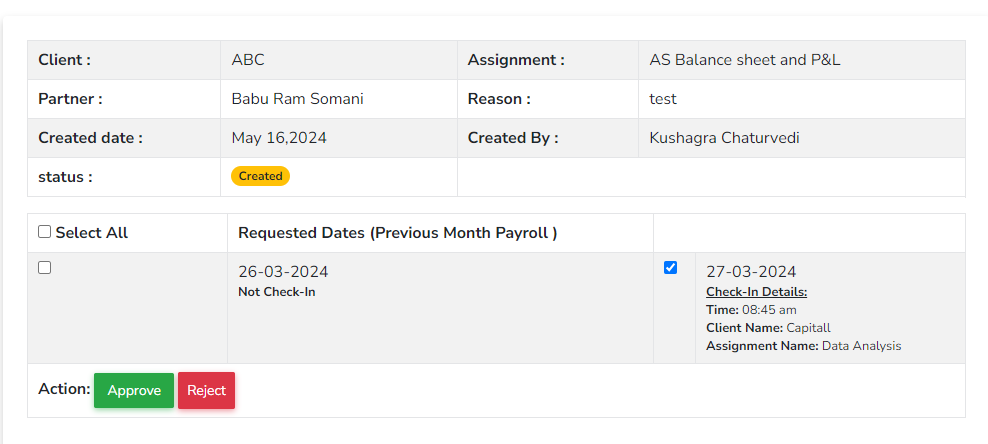 Client : ABC Assignment : AS Balance sheet and P&L
Partner : Babu Ram Somani Reason : test
Created date : May 16,2024 Created By : Kushagra Chaturvedi
status : Created
Select All Requested Dates (Previous Month Payroll )
26-03-2024
Not Check-In
27-03-2024
Check-In Details:
Time: 08:45 am
Client Name: Capitall
Assignment Name: Data Analysis
Action: Approve Reject